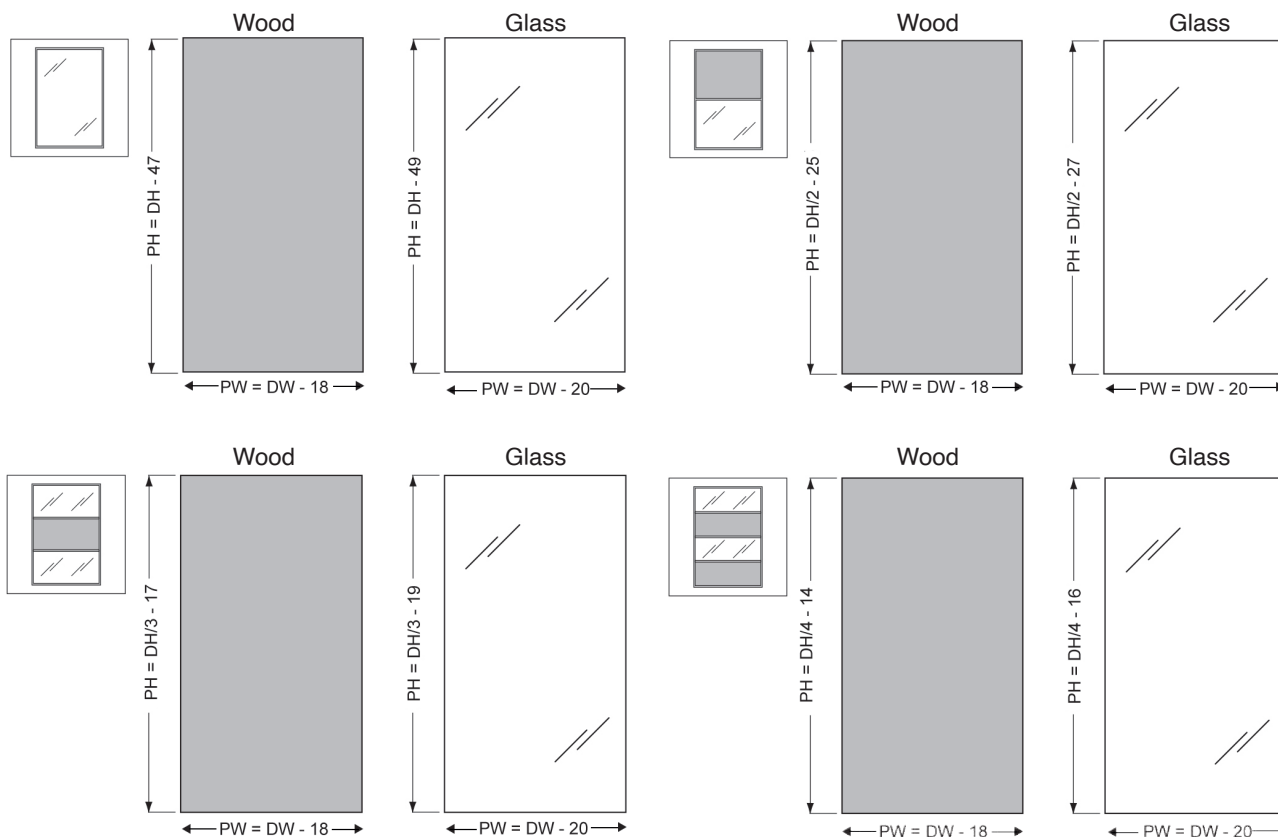 Wood
Glass
PH = DH - 47
PH = DH - 49
PW = DW - 18
PW = DW - 20
Wood
Glass
PH = DH/2 - 25
PH = DH/2 - 27
PW = DW - 18
PW = DW - 20
Wood
Glass
PH = DH/3 - 17
PH = DH/3 - 19
PW = DW - 18
PW = DW - 20
Wood
Glass
PH = DH/4 - 14
PH = DH/4 - 16
PW = DW - 18
PW = DW - 20